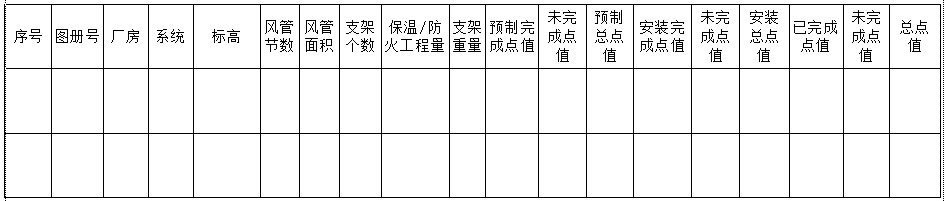 序号 图册号 厂房 系统 标高 风管节数 风管面积 支架个数 保温/防火工程量 支架重量 预制完成点值 未完成点值 预制总点值 安装完成点值 未完成点值 安装总点值 已完成点值 未完成点值 总点值